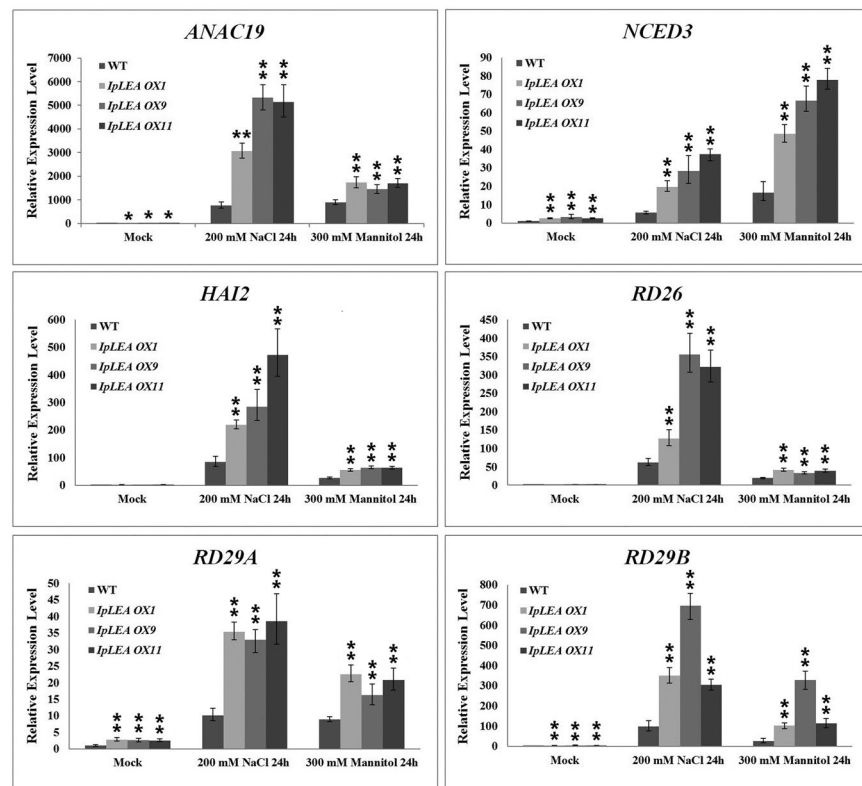 ANAC19
Relative Expression Level
7000
6000
5000
4000
3000
2000
1000
0
WT
IpLEA OX1
IpLEA OX9
IpLEA OX11
* * *
** ** **
** ** **
Mock 200 mM NaCl 24h 300 mM Mannitol 24h
NCED3
Relative Expression Level
90
80
70
60
50
40
30
20
10
0
WT
IpLEA OX1
IpLEA OX9
IpLEA OX11
** ** **
** ** **
** ** **
Mock 200 mM NaCl 24h 300 mM Mannitol 24h
HAI2
Relative Expression Level
600
500
400
300
200
100
0
WT
IpLEA OX1
IpLEA OX9
IpLEA OX11
** ** **
** ** **
Mock 200 mM NaCl 24h 300 mM Mannitol 24h
RD26
Relative Expression Level
450
400
350
300
250
200
150
100
50
0
WT
IpLEA OX1
IpLEA OX9
IpLEA OX11
** ** **
** ** **
Mock 200 mM NaCl 24h 300 mM Mannitol 24h
RD29A
Relative Expression Level
50
45
40
35
30
25
20
15
10
5
0
WT
IpLEA OX1
IpLEA OX9
IpLEA OX11
** ** **
** ** **
** ** **
Mock 200 mM NaCl 24h 300 mM Mannitol 24h
RD29B
Relative Expression Level
800
700
600
500
400
300
200
100
0
WT
IpLEA OX1
IpLEA OX9
IpLEA OX11
** ** **
** ** **
** ** **
Mock 200 mM NaCl 24h 300 mM Mannitol 24h